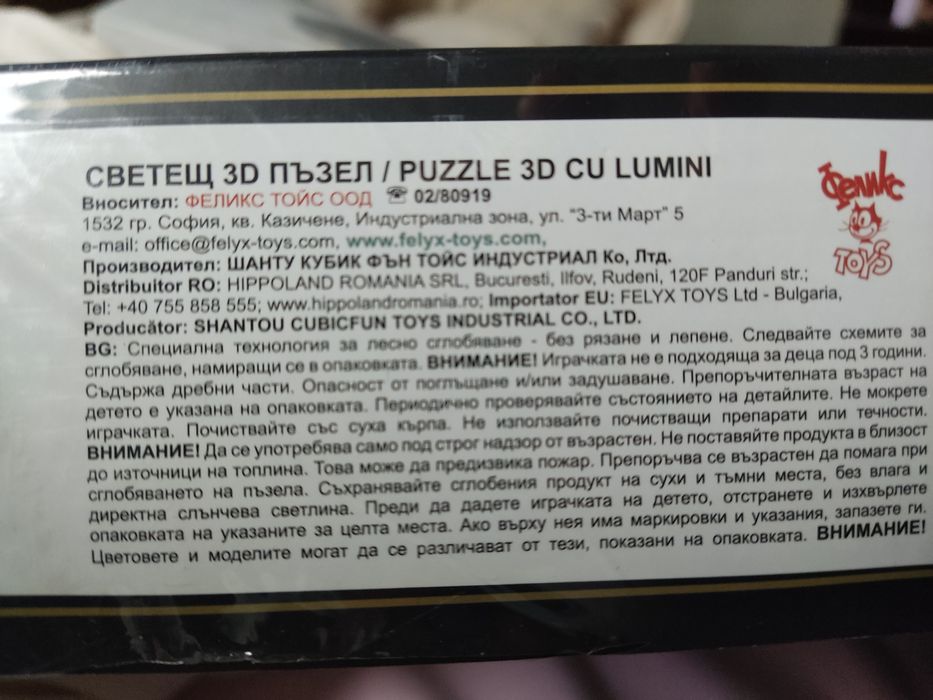 СВЕТЕЩ 3D ПЪЗЕЛ / PUZZLE 3D CU LUMINI
Вносител: ФЕЛИКС ТОЙС ООД ☎ 02/80919
1532 гр. София, кв. Казичене, Индустриална зона, ул. "3-ти Март" 5
e-mail: office@felyx-toys.com, www.felyx-toys.com,
Производител: ШАНТУ КУБИК ФЪН ТОЙС ИНДУСТРИАЛ Ко, Лтд.
Distribuitor RO: HIPPOLAND ROMANIA SRL, Bucuresti, Ilfov, Rudeni, 120F Panduri str.;
Tel: +40 755 858 555; www.hippolandromania.ro; Importator EU: FELYX TOYS Ltd - Bulgaria,
Producător: SHANTOU CUBICFUN TOYS INDUSTRIAL CO., LTD.
BG: Специална технология за лесно сглобяване - без рязане и лепене. Следвайте схемите за
сглобяване, намиращи се в опаковката. ВНИМАНИЕ! Играчката не е подходяща за деца под 3 години.
Съдържа дребни части. Опасност от поглъщане и/или задушаване. Препоръчителната възраст на
детето е указана на опаковката. Периодично проверявайте състоянието на детайлите. Не мокрете
играчката. Почиствайте със суха кърпа. Не използвайте почистващи препарати или течности.
ВНИМАНИЕ! Да се употребява само под строг надзор от възрастен. Не поставяйте продукта в близост
до източници на топлина. Това може да предизвика пожар. Препоръчва се възрастен да помага при
сглобяването на пъзела. Съхранявайте сглобения продукт на сухи и тъмни места, без влага и
директна слънчева светлина. Преди да дадете играчката на детето, отстранете и изхвърлете
опаковката на указаните за целта места. Ако върху нея има маркировки и указания, запазете ги.
Цветовете и моделите могат да се различават от тези, показани на опаковката. ВНИМАНИЕ!
Феликс
TOYS